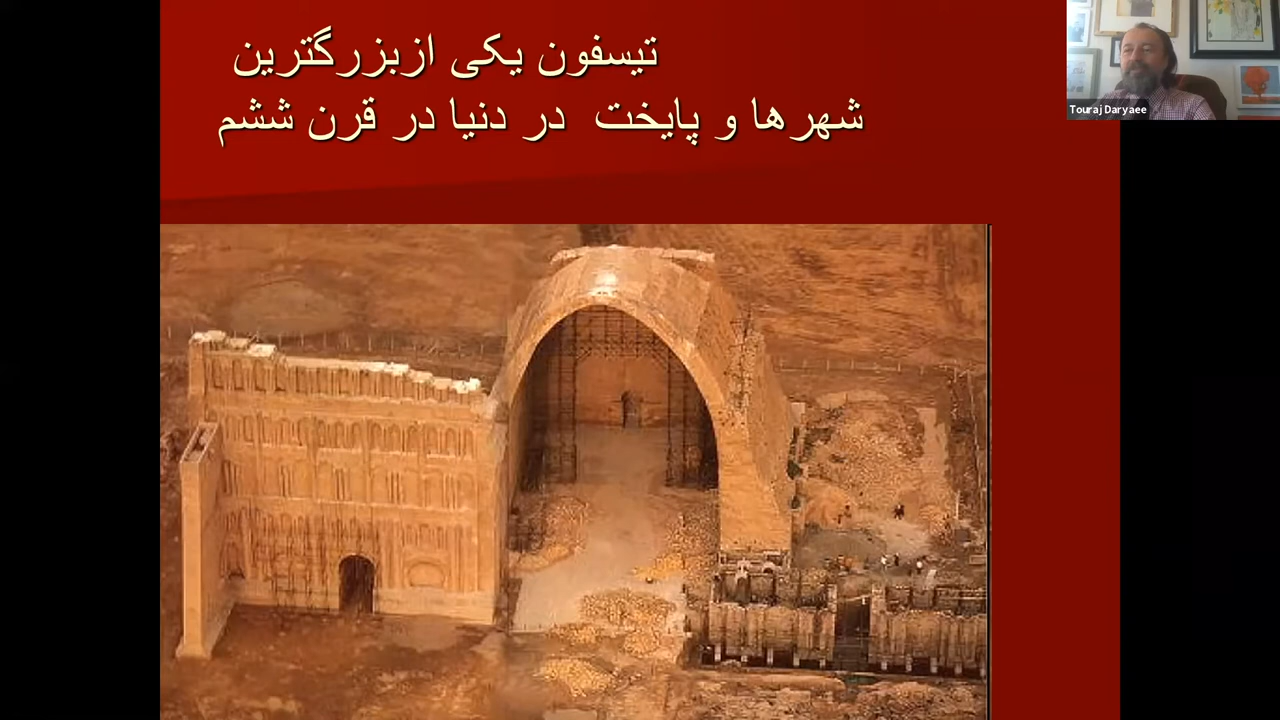 تیسفون یکی ازبزرگترین
شهرها و پایخت در دنیا در قرن ششم
Touraj Daryaee